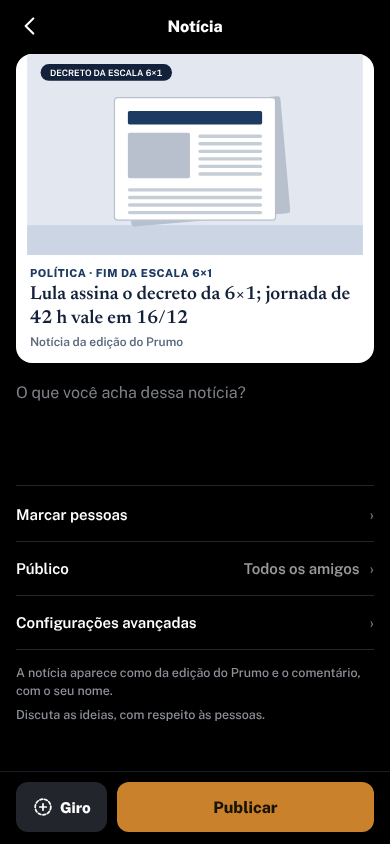 Notícia
DECRETO DA ESCALA 6×1
POLÍTICA · FIM DA ESCALA 6×1
Lula assina o decreto da 6×1; jornada de
42 h vale em 16/12
Notícia da edição do Prumo
O que você acha dessa notícia?
Marcar pessoas ›
Público Todos os amigos ›
Configurações avançadas ›
A notícia aparece como da edição do Prumo e o comentário,
com o seu nome.
Discuta as ideias, com respeito às pessoas.
Giro
Publicar